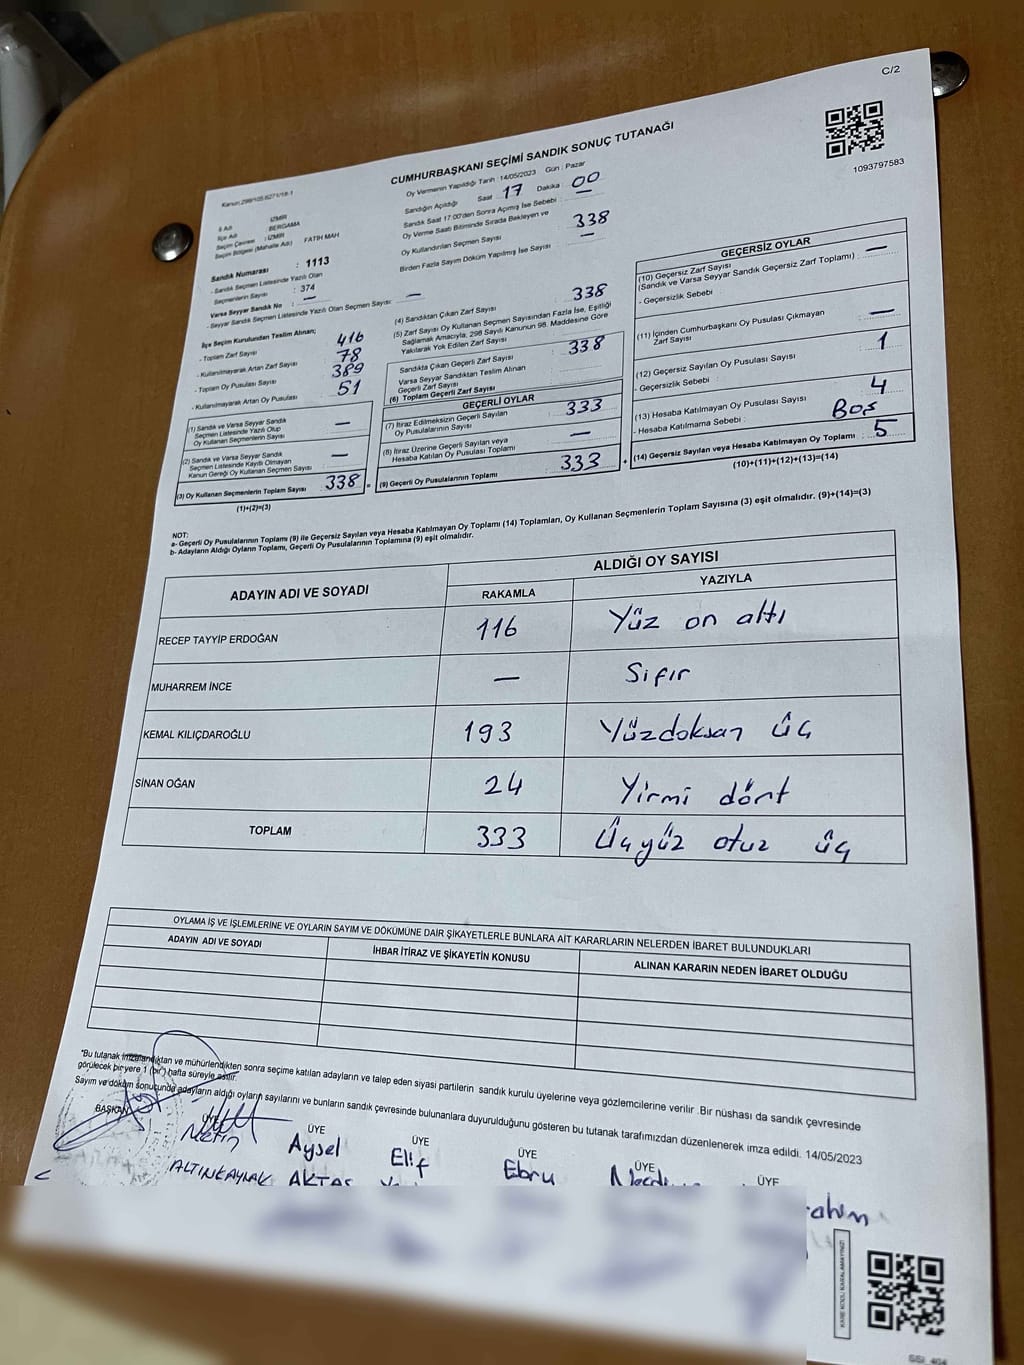 C/2
CUMHURBAŞKANI SEÇİMİ SANDIK SONUÇ TUTANAĞI
1093797583
Oy Vermenin Yapıldığı Tarih : 14/05/2023 Gün : Pazar
Sandığın Açıldığı Saat 17 Dakika 00
Sandık Saat 17:00'den Sonra Açılmış İse Sebebi : —
Oy Verme Saati Bitiminde Sırada Bekleyen ve
Oy Kullandırılan Seçmen Sayısı 338
Birden Fazla Sayım Döküm Yapılmış İse Sayısı —
İl Adı : İZMİR
İlçe Adı : BERGAMA
Seçim Çevresi : İZMİR
Seçim Bölgesi (Mahalle Adı) : FATİH MAH
Sandık Numarası : 1113
- Sandık Seçmen Listesinde Yazılı Olan
Seçmenlerin Sayısı : 374
Varsa Seyyar Sandık No : —
- Seyyar Sandık Seçmen Listesinde Yazılı Olan Seçmen Sayısı: —
İlçe Seçim Kurulundan Teslim Alınan;
- Toplam Zarf Sayısı 416
- Kullanılmayarak Artan Zarf Sayısı 78
- Toplam Oy Pusulası Sayısı 389
- Kullanılmayarak Artan Oy Pusulası 51
(1) Sandık ve Varsa Seyyar Sandık
Seçmen Listesinde Yazılı Olup
Oy Kullanan Seçmenlerin Sayısı —
(2) Sandık ve Varsa Seyyar Sandık
Seçmen Listesinde Kayıtlı Olmayan
Kanun Gereği Oy Kullanan Seçmen Sayısı —
(3) Oy Kullanan Seçmenlerin Toplam Sayısı 338
(1)+(2)=(3)
(4) Sandıktan Çıkan Zarf Sayısı 338
(5) Zarf Sayısı Oy Kullanan Seçmen Sayısından Fazla İse, Eşitliği
Sağlamak Amacıyla, 298 Sayılı Kanunun 98. Maddesine Göre
Yakılarak Yok Edilen Zarf Sayısı
Sandıkta Çıkan Geçerli Zarf Sayısı 338
Varsa Seyyar Sandıktan Teslim Alınan
Geçerli Zarf Sayısı
(6) Toplam Geçerli Zarf Sayısı
GEÇERLİ OYLAR
(7) İtiraz Edilmeksizin Geçerli Sayılan
Oy Pusulalarının Sayısı 333
(8) İtiraz Üzerine Geçerli Sayılan veya
Hesaba Katılan Oy Pusulası Toplamı —
(9) Geçerli Oy Pusulalarının Toplamı 333
GEÇERSİZ OYLAR
(10) Geçersiz Zarf Sayısı
(Sandık ve Varsa Seyyar Sandık Geçersiz Zarf Toplamı) : —
- Geçersizlik Sebebi :
(11) İçinden Cumhurbaşkanı Oy Pusulası Çıkmayan
Zarf Sayısı —
(12) Geçersiz Sayılan Oy Pusulası Sayısı 1
- Geçersizlik Sebebi :
(13) Hesaba Katılmayan Oy Pusulası Sayısı 4
- Hesaba Katılmama Sebebi : Boş
(14) Geçersiz Sayılan veya Hesaba Katılmayan Oy Toplamı : 5
(10)+(11)+(12)+(13)=(14)
NOT:
a- Geçerli Oy Pusulalarının Toplamı (9) ile Geçersiz Sayılan veya Hesaba Katılmayan Oy Toplamı (14) Toplamları, Oy Kullanan Seçmenlerin Toplam Sayısına (3) eşit olmalıdır. (9)+(14)=(3)
b- Adayların Aldığı Oyların Toplamı, Geçerli Oy Pusulalarının Toplamına (9) eşit olmalıdır.
ADAYIN ADI VE SOYADI
ALDIĞI OY SAYISI
RAKAMLA YAZIYLA
RECEP TAYYİP ERDOĞAN 116 Yüz on altı
MUHARREM İNCE — Sıfır
KEMAL KILIÇDAROĞLU 193 Yüzdoksan üç
SİNAN OĞAN 24 Yirmi dört
TOPLAM 333 Üçyüz otuz üç
OYLAMA İŞ VE İŞLEMLERİNE VE OYLARIN SAYIM VE DÖKÜMÜNE DAİR ŞİKAYETLERLE BUNLARA AİT KARARLARIN NELERDEN İBARET BULUNDUKLARI
ADAYIN ADI VE SOYADI İHBAR İTİRAZ VE ŞİKAYETİN KONUSU ALINAN KARARIN NEDEN İBARET OLDUĞU
"Bu tutanak imzalandıktan ve mühürlendikten sonra seçime katılan adayların ve talep eden siyasi partilerin sandık kurulu üyelerine veya gözlemcilerine verilir .Bir nüshası da sandık çevresinde
görülecek bir yere 1 (bir) hafta süreyle asılır.
Sayım ve döküm sonucunda adayların aldığı oyların sayılarını ve bunların sandık çevresinde bulunanlara duyurulduğunu gösteren bu tutanak tarafımızdan düzenlenerek imza edildi. 14/05/2023
BAŞKAN ÜYE ÜYE ÜYE ÜYE ÜYE ÜYE
Metin Aysel Elif Ebru
ALTINKAYNAK AKTAŞ
KARE KODU KARALAMAYINIZ